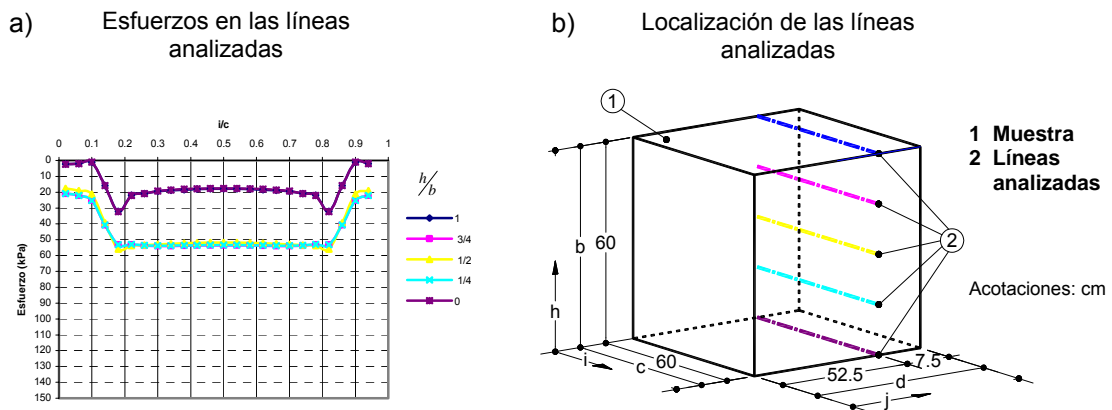 a)
Esfuerzos en las líneas
analizadas
i/c
0 0.1 0.2 0.3 0.4 0.5 0.6 0.7 0.8 0.9 1
0
10
20
30
40
50
60
70
80
90
100
110
120
130
140
150
Esfuerzo (kPa)
h/b
1
3/4
1/2
1/4
0
b)
Localización de las líneas
analizadas
1
1 Muestra
2 Líneas
analizadas
b
60
2
h
Acotaciones: cm
i
c
60
52.5
7.5
d
j